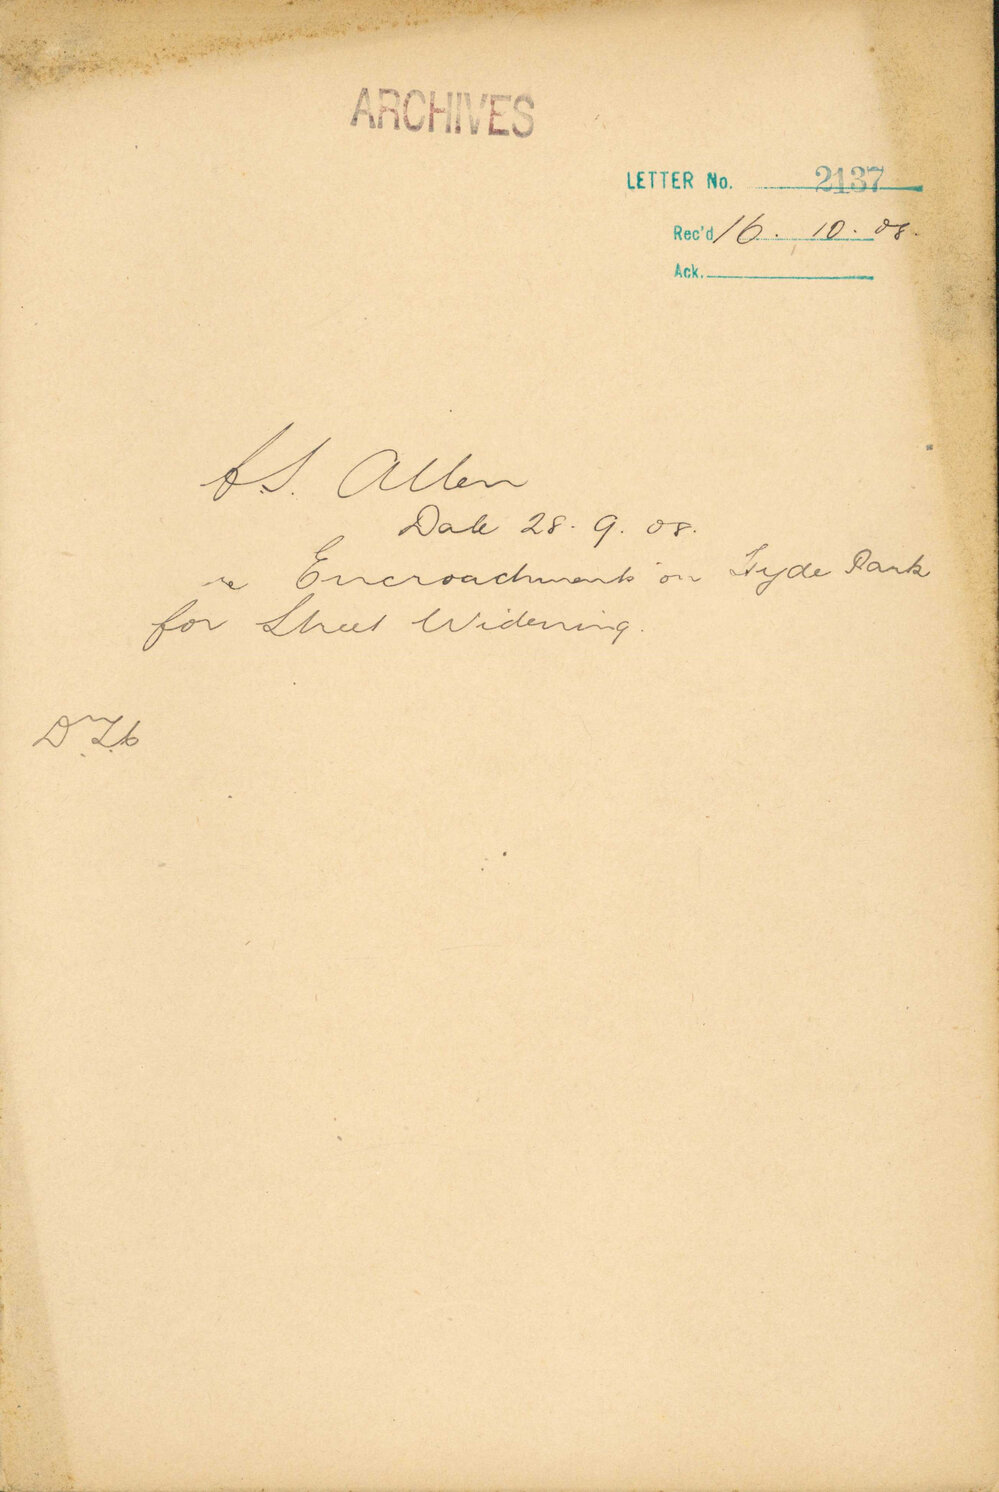 ARCHIVES
LETTER No. 2137
Rec'd 16. 10. 08.
Ack.
A.S. Allen
Date 28. 9. 08.
re Encroachments on Hyde Park
for Street Widening.